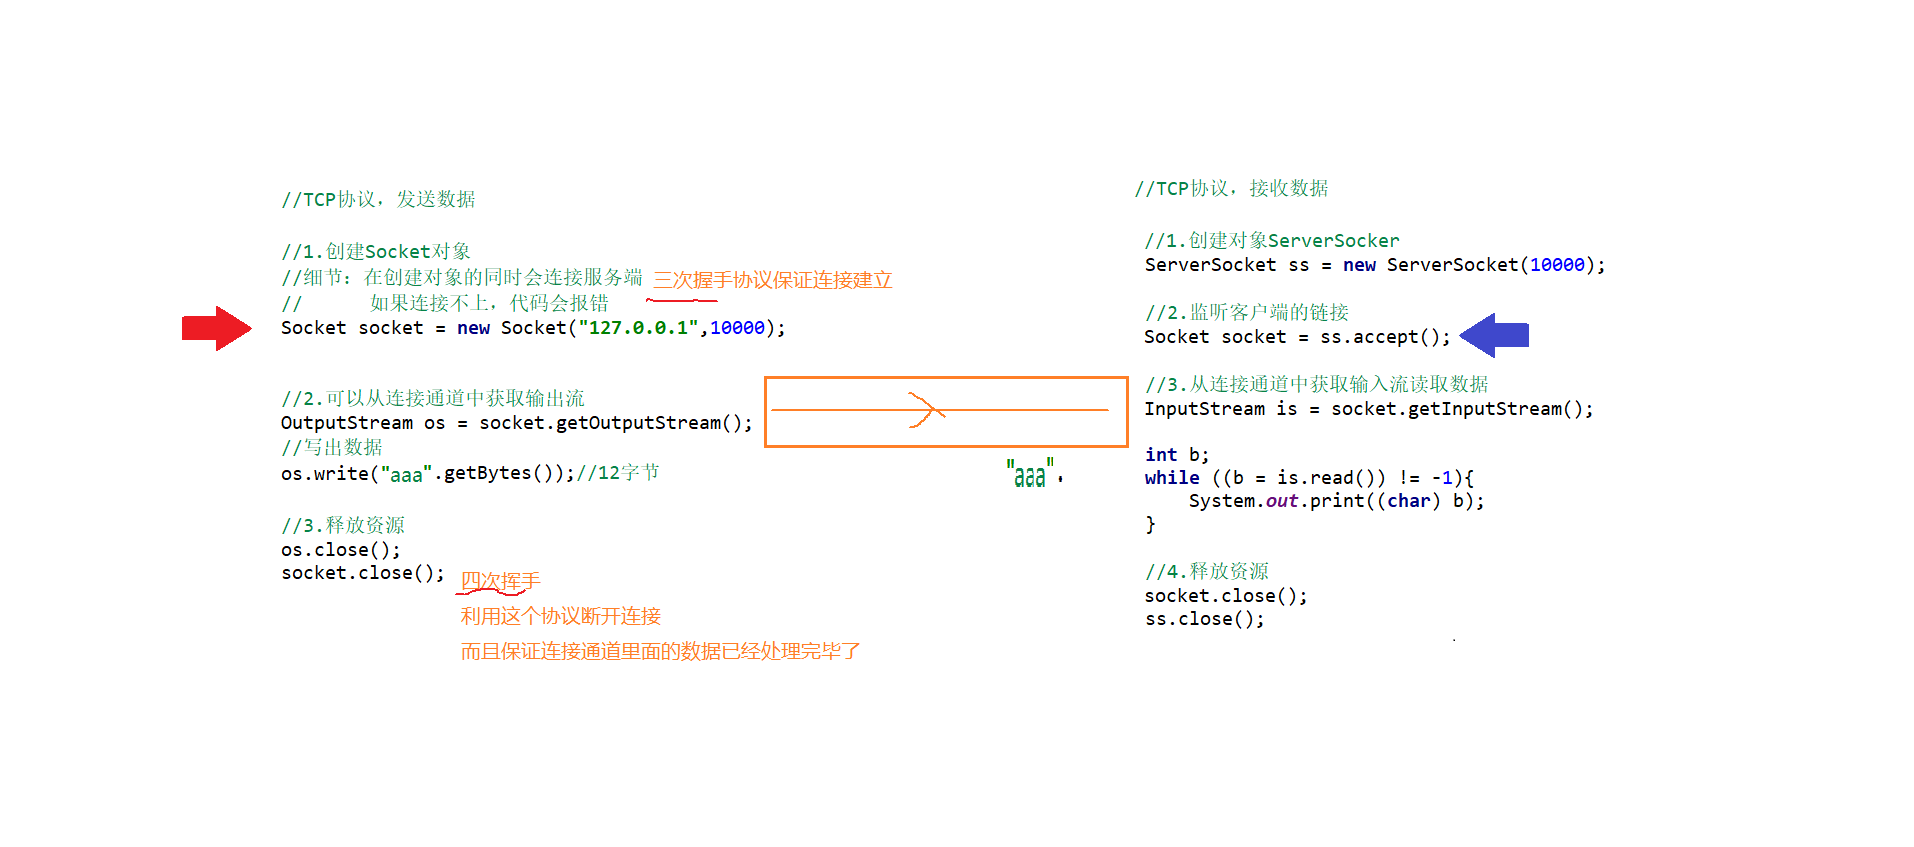 //TCP协议，发送数据
//1.创建Socket对象
//细节：在创建对象的同时会连接服务端 三次握手协议保证连接建立
// 如果连接不上，代码会报错
Socket socket = new Socket("127.0.0.1",10000);
//2.可以从连接通道中获取输出流
OutputStream os = socket.getOutputStream();
//写出数据
os.write("aaa".getBytes());//12字节
//3.释放资源
os.close();
socket.close();
四次挥手
利用这个协议断开连接
而且保证连接通道里面的数据已经处理完毕了
"aaa".
//TCP协议，接收数据
//1.创建对象ServerSocker
ServerSocket ss = new ServerSocket(10000);
//2.监听客户端的链接
Socket socket = ss.accept();
//3.从连接通道中获取输入流读取数据
InputStream is = socket.getInputStream();
int b;
while ((b = is.read()) != -1){
System.out.print((char) b);
}
//4.释放资源
socket.close();
ss.close();